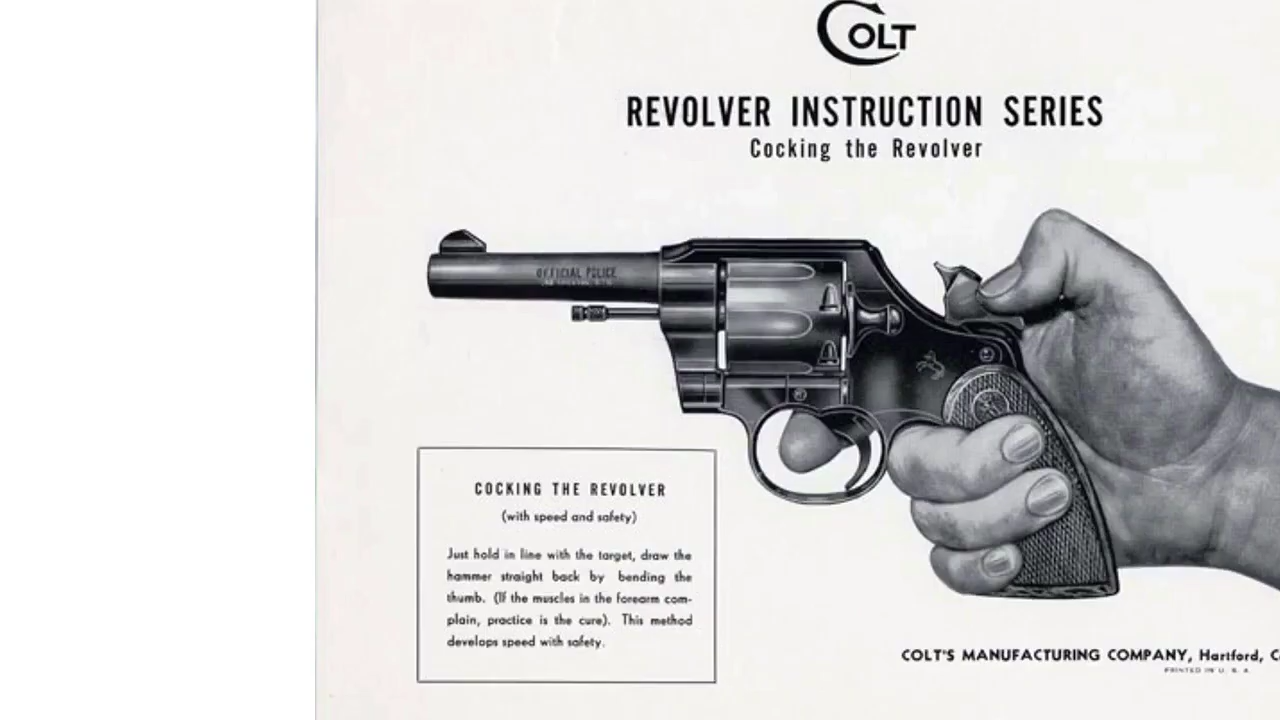 COLT
REVOLVER INSTRUCTION SERIES
Cocking the Revolver
OFFICIAL POLICE
COCKING THE REVOLVER
(with speed and safety)
Just hold in line with the target, draw the
hammer straight back by bending the
thumb. (If the muscles in the forearm com-
plain, practice is the cure). This method
develops speed with safety.
COLT'S MANUFACTURING COMPANY, Hartford, C
PRINTED IN U. S. A.